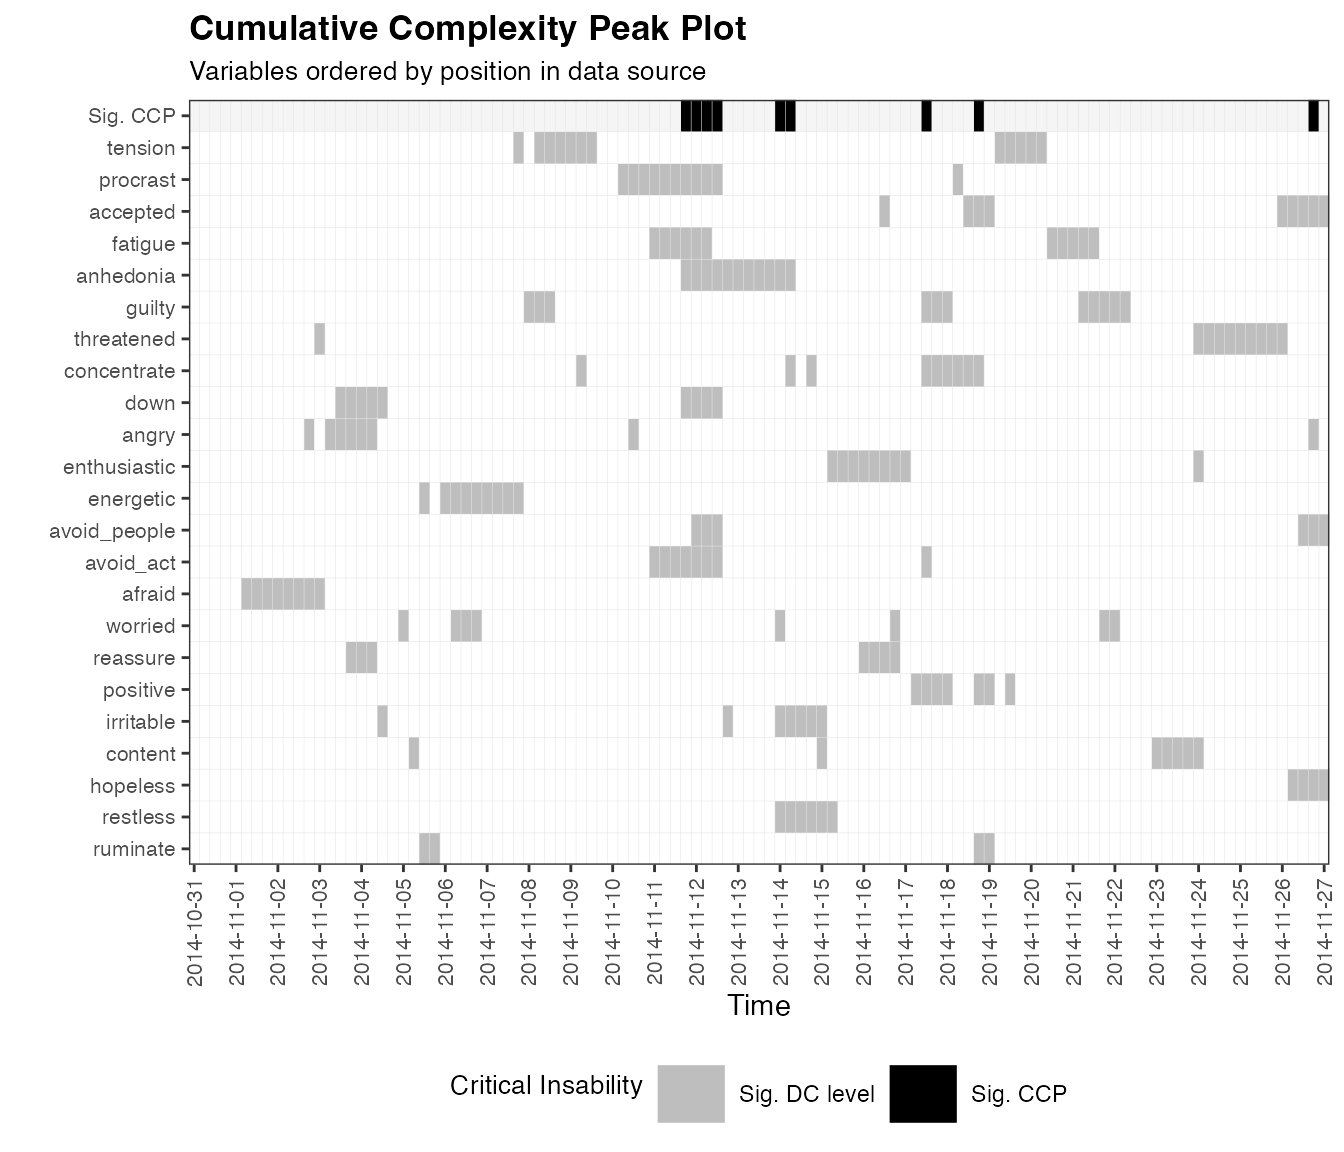 Cumulative Complexity Peak Plot
Variables ordered by position in data source
Sig. CCP
tension
procrast
accepted
fatigue
anhedonia
guilty
threatened
concentrate
down
angry
enthusiastic
energetic
avoid_people
avoid_act
afraid
worried
reassure
positive
irritable
content
hopeless
restless
ruminate
2014-10-31
2014-11-01
2014-11-02
2014-11-03
2014-11-04
2014-11-05
2014-11-06
2014-11-07
2014-11-08
2014-11-09
2014-11-10
2014-11-11
2014-11-12
2014-11-13
2014-11-14
2014-11-15
2014-11-16
2014-11-17
2014-11-18
2014-11-19
2014-11-20
2014-11-21
2014-11-22
2014-11-23
2014-11-24
2014-11-25
2014-11-26
2014-11-27
Time
Critical Insability Sig. DC level Sig. CCP